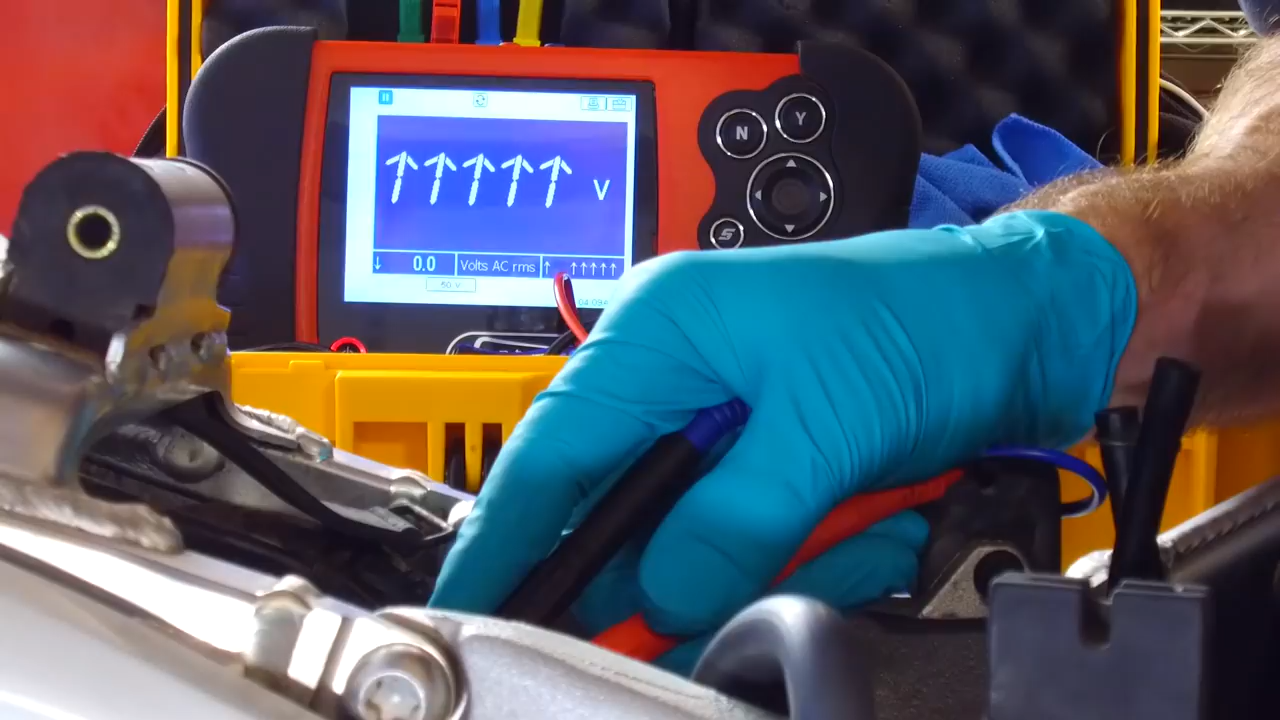 ↑↑↑↑↑ V
↓ 0.0 Volts AC rms ↑ ↑↑↑↑↑
50 V
N
Y
S